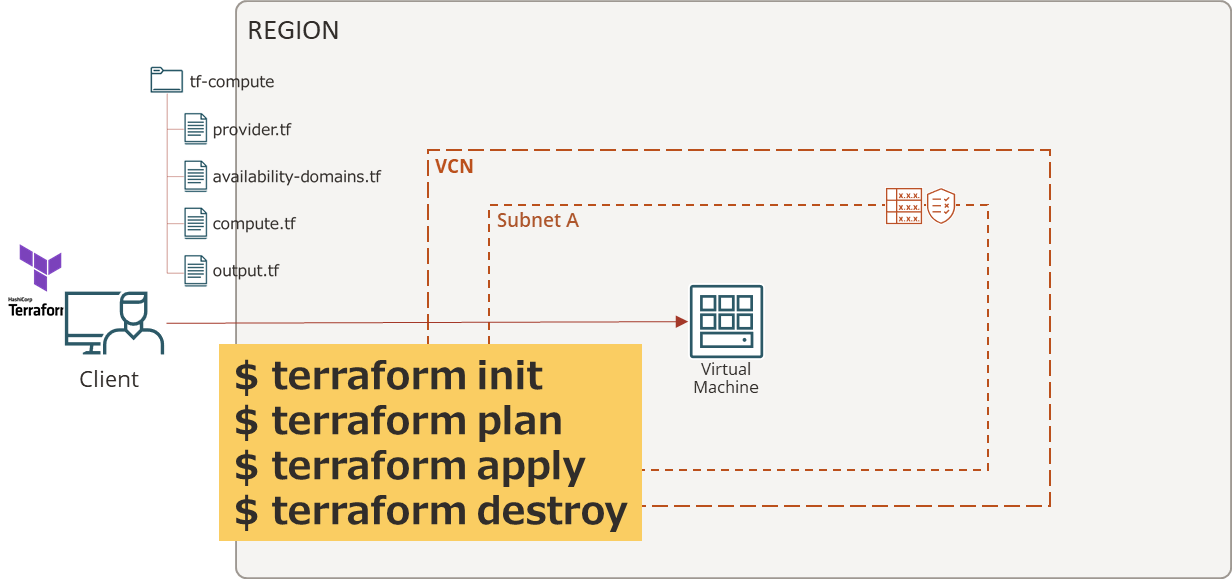 REGION
tf-compute
provider.tf
availability-domains.tf
compute.tf
output.tf
VCN
Subnet A
x.x.x.
x.x.x.
x.x.x.
HashiCorp
Terraform
Client
Virtual
Machine
$ terraform init
$ terraform plan
$ terraform apply
$ terraform destroy